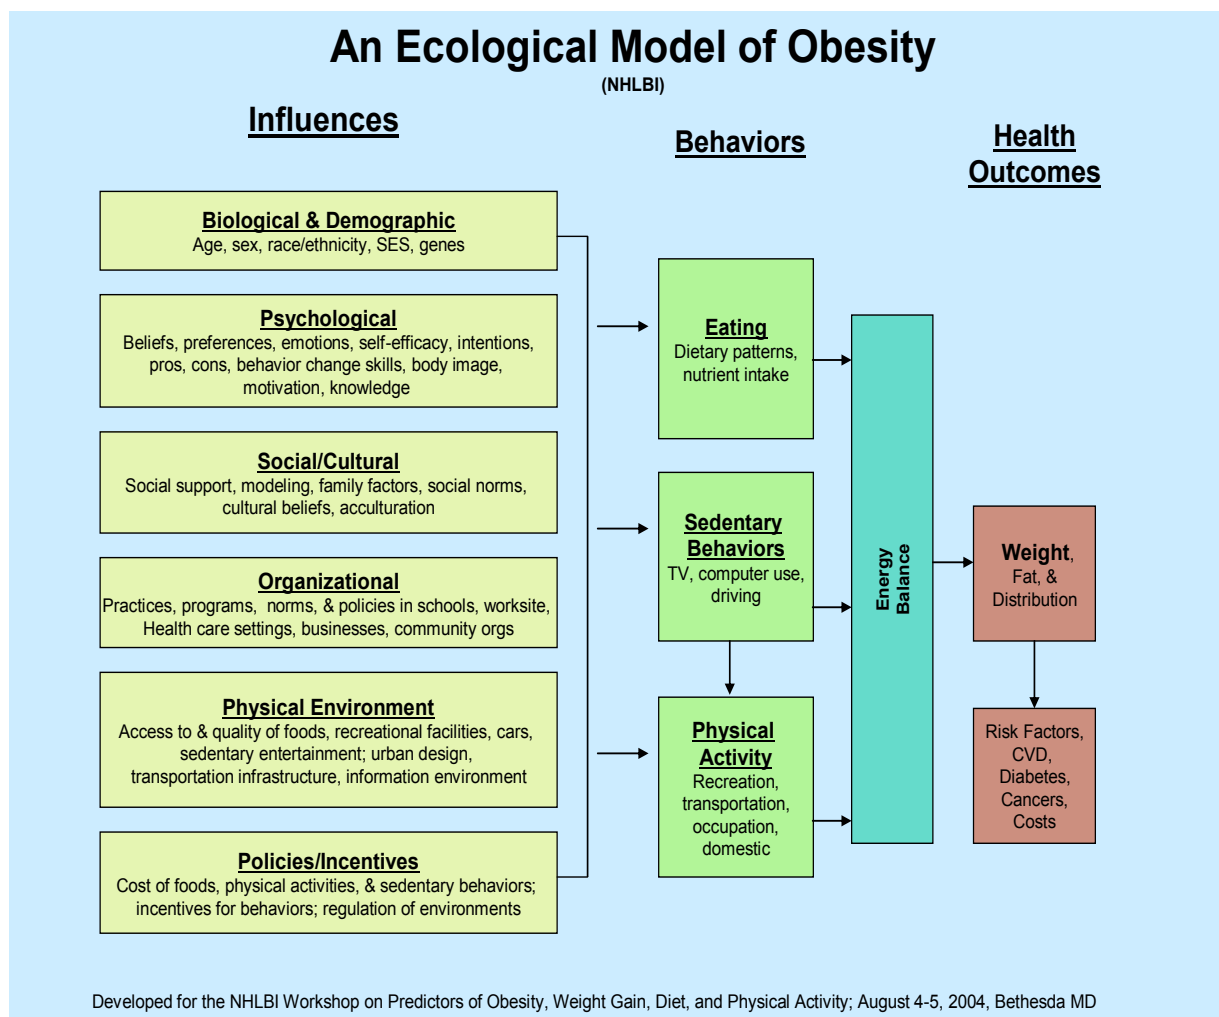 An Ecological Model of Obesity
(NHLBI)
Influences
Behaviors
Health
Outcomes
Biological & Demographic
Age, sex, race/ethnicity, SES, genes
Psychological
Beliefs, preferences, emotions, self-efficacy, intentions,
pros, cons, behavior change skills, body image,
motivation, knowledge
Social/Cultural
Social support, modeling, family factors, social norms,
cultural beliefs, acculturation
Organizational
Practices, programs, norms, & policies in schools, worksite,
Health care settings, businesses, community orgs
Physical Environment
Access to & quality of foods, recreational facilities, cars,
sedentary entertainment; urban design,
transportation infrastructure, information environment
Policies/Incentives
Cost of foods, physical activities, & sedentary behaviors;
incentives for behaviors; regulation of environments
Eating
Dietary patterns,
nutrient intake
Sedentary
Behaviors
TV, computer use,
driving
Physical
Activity
Recreation,
transportation,
occupation,
domestic
Energy
Balance
Weight,
Fat, &
Distribution
Risk Factors,
CVD,
Diabetes,
Cancers,
Costs
Developed for the NHLBI Workshop on Predictors of Obesity, Weight Gain, Diet, and Physical Activity; August 4-5, 2004, Bethesda MD